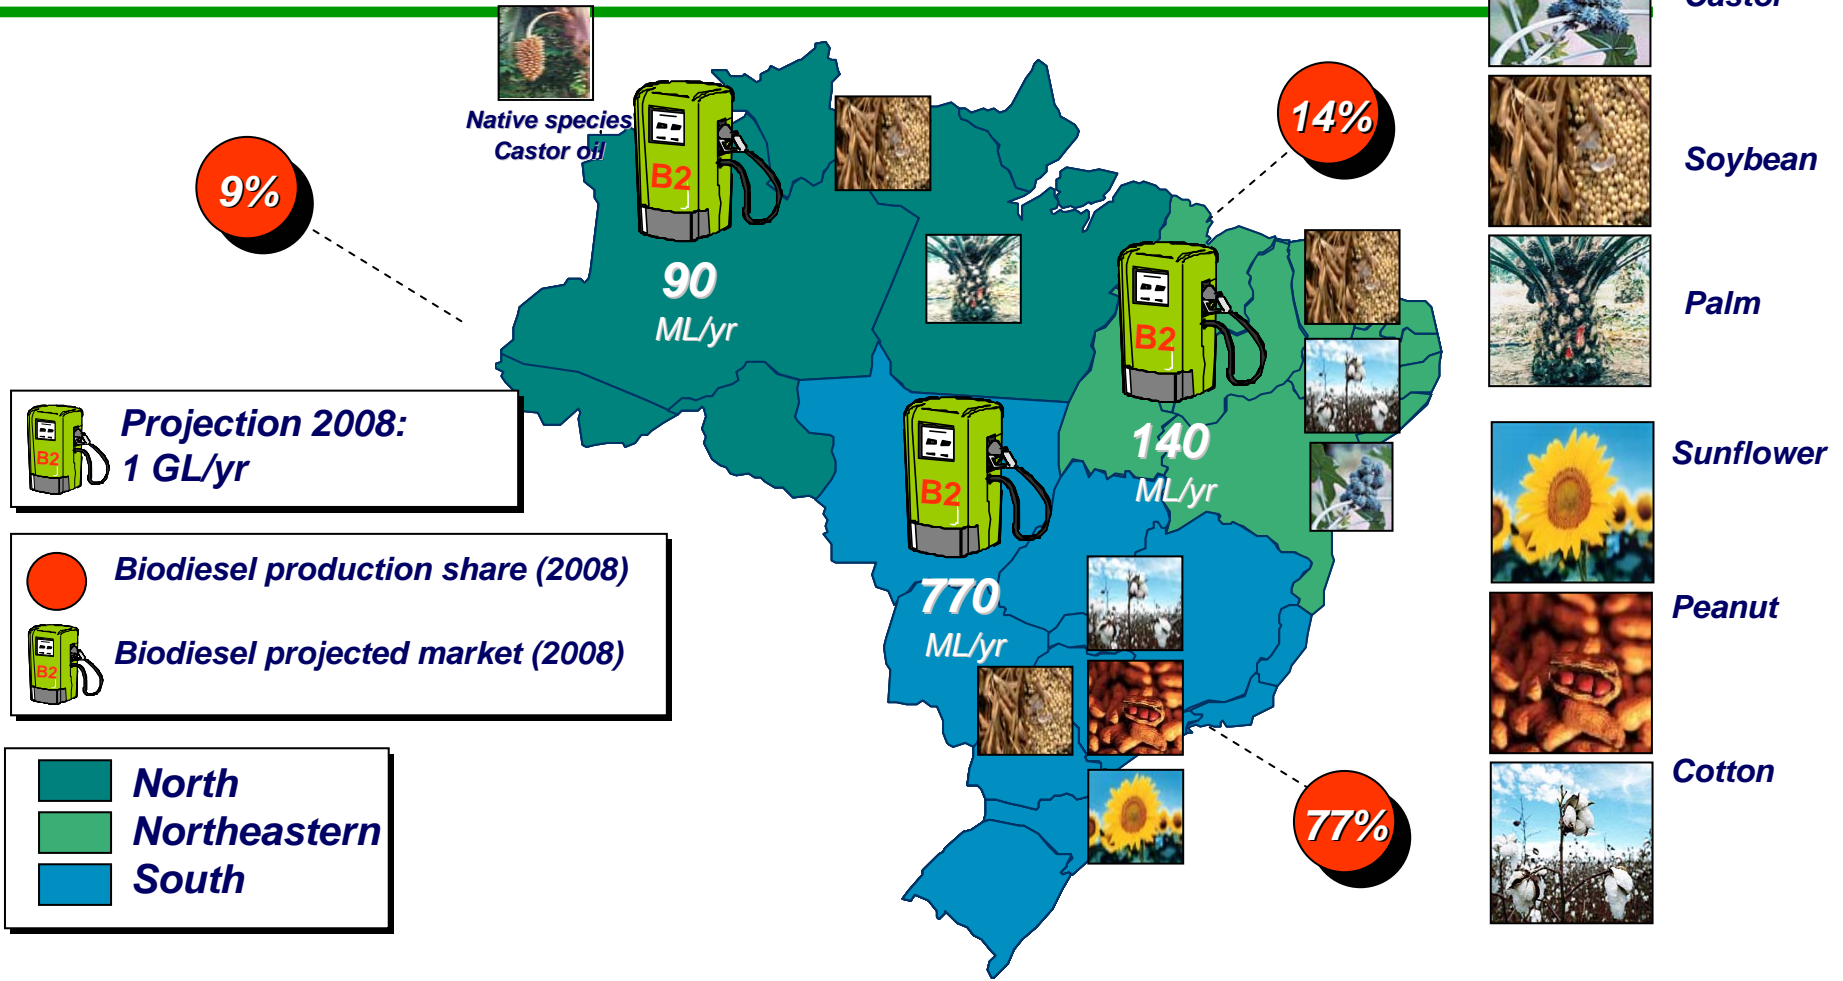 Castor
Native species
Castor oil
B2
14%
Soybean
9%
90
ML/yr
B2
Palm
Projection 2008:
1 GL/yr
B2
140
ML/yr
B2
Sunflower
Biodiesel production share (2008)
770
ML/yr
Peanut
B2
Biodiesel projected market (2008)
North
Northeastern
South
Cotton
77%